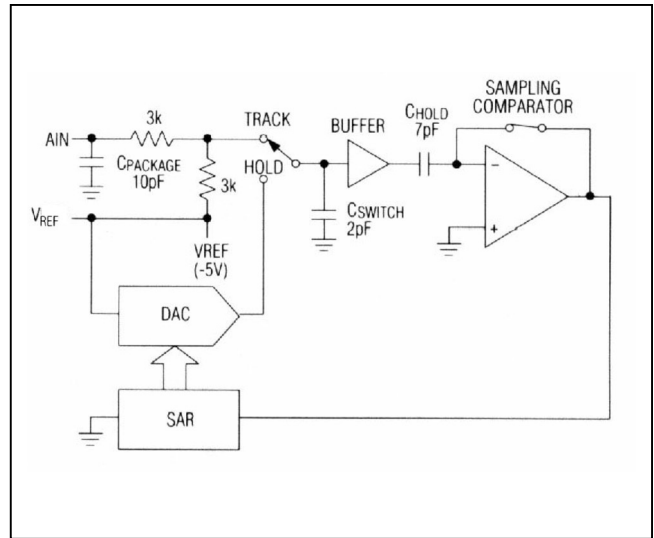 SAMPLING
COMPARATOR
CHOLD
7pF
3k
TRACK
BUFFER
AIN
CPACKAGE
10pF
HOLD
3k
CSWITCH
2pF
VREF
VREF
(-5V)
DAC
SAR
−
+